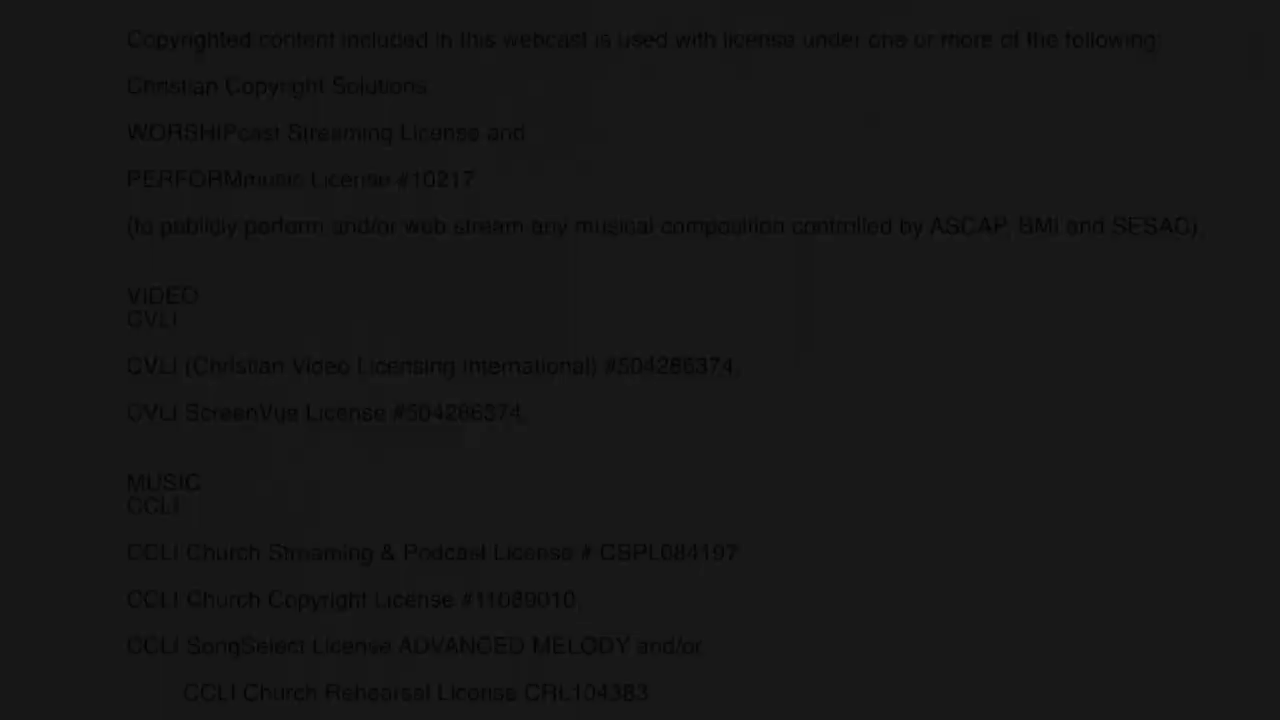 Copyrighted content included in this webcast is used with license under one or more of the following:
Christian Copyright Solutions
WORSHIPcast Streaming License and
PERFORMmusic License #10217
(to publicly perform and/or web stream any musical composition controlled by ASCAP, BMI and SESAC).
VIDEO
CVLI
CVLI (Christian Video Licensing International) #504286374.
CVLI ScreenVue License #504286374.
MUSIC
CCLI
CCLI Church Streaming & Podcast License # CSPL084197
CCLI Church Copyright License #11089010.
CCLI SongSelect License ADVANCED MELODY and/or
CCLI Church Rehearsal License CRL104383